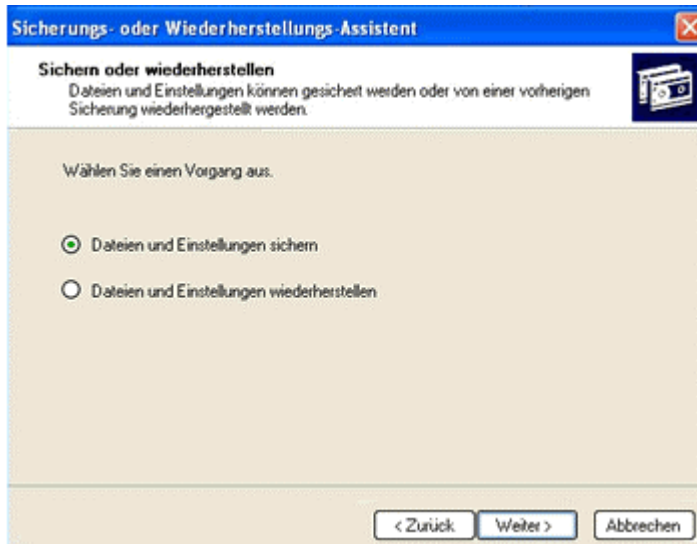 Sicherungs- oder Wiederherstellungs-Assistent
Sichern oder wiederherstellen
Dateien und Einstellungen können gesichert werden oder von einer vorherigen
Sicherung wiederhergestellt werden.
Wählen Sie einen Vorgang aus.
Dateien und Einstellungen sichern
Dateien und Einstellungen wiederherstellen
< Zurück Weiter > Abbrechen